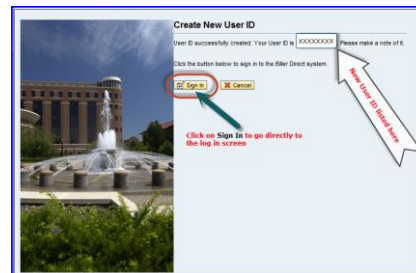 Create New User ID
User ID successfully created. Your User ID is XXXXXXXX Please make a note of it.
Click the button below to sign in to the Biller Direct system.
Sign In Cancel
New User ID listed here
Click on Sign In to go directly to
the log in screen